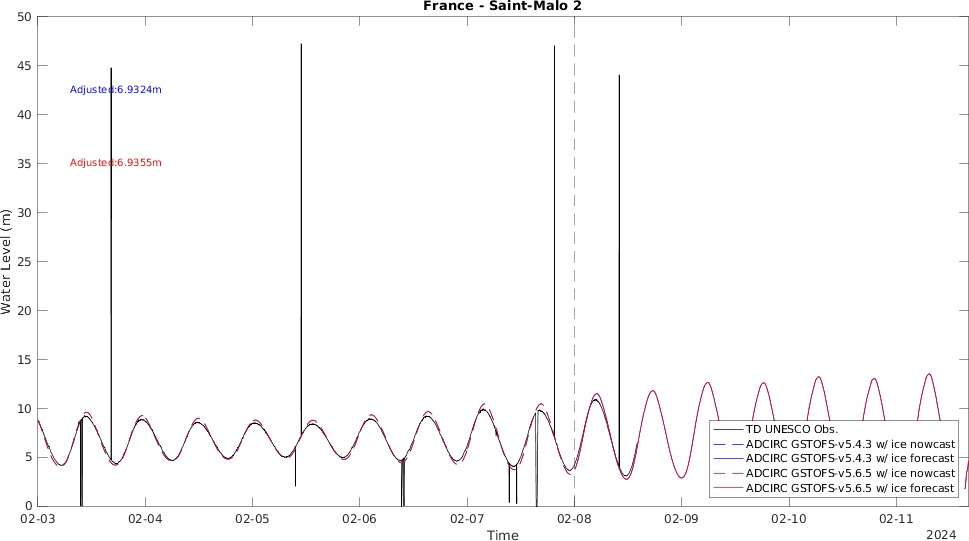 France - Saint-Malo 2
50
45
40
35
30
25
20
15
10
5
0
Water Level (m)
Adjusted:6.9324m
Adjusted:6.9355m
TD UNESCO Obs.
ADCIRC GSTOFS-v5.4.3 w/ ice nowcast
ADCIRC GSTOFS-v5.4.3 w/ ice forecast
ADCIRC GSTOFS-v5.6.5 w/ ice nowcast
ADCIRC GSTOFS-v5.6.5 w/ ice forecast
02-03 02-04 02-05 02-06 02-07 02-08 02-09 02-10 02-11
Time
2024